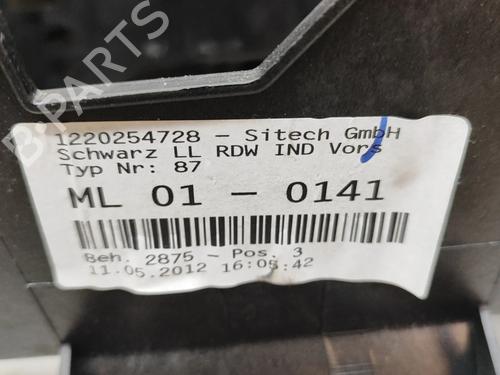 B-PARTS
1220254728 - Sitech GmbH
Schwarz LL RDW IND Vors
Typ Nr: 87
ML 01 - 0141
Beh. 2875 - Pos. 3
11.05.2012 16:05:42